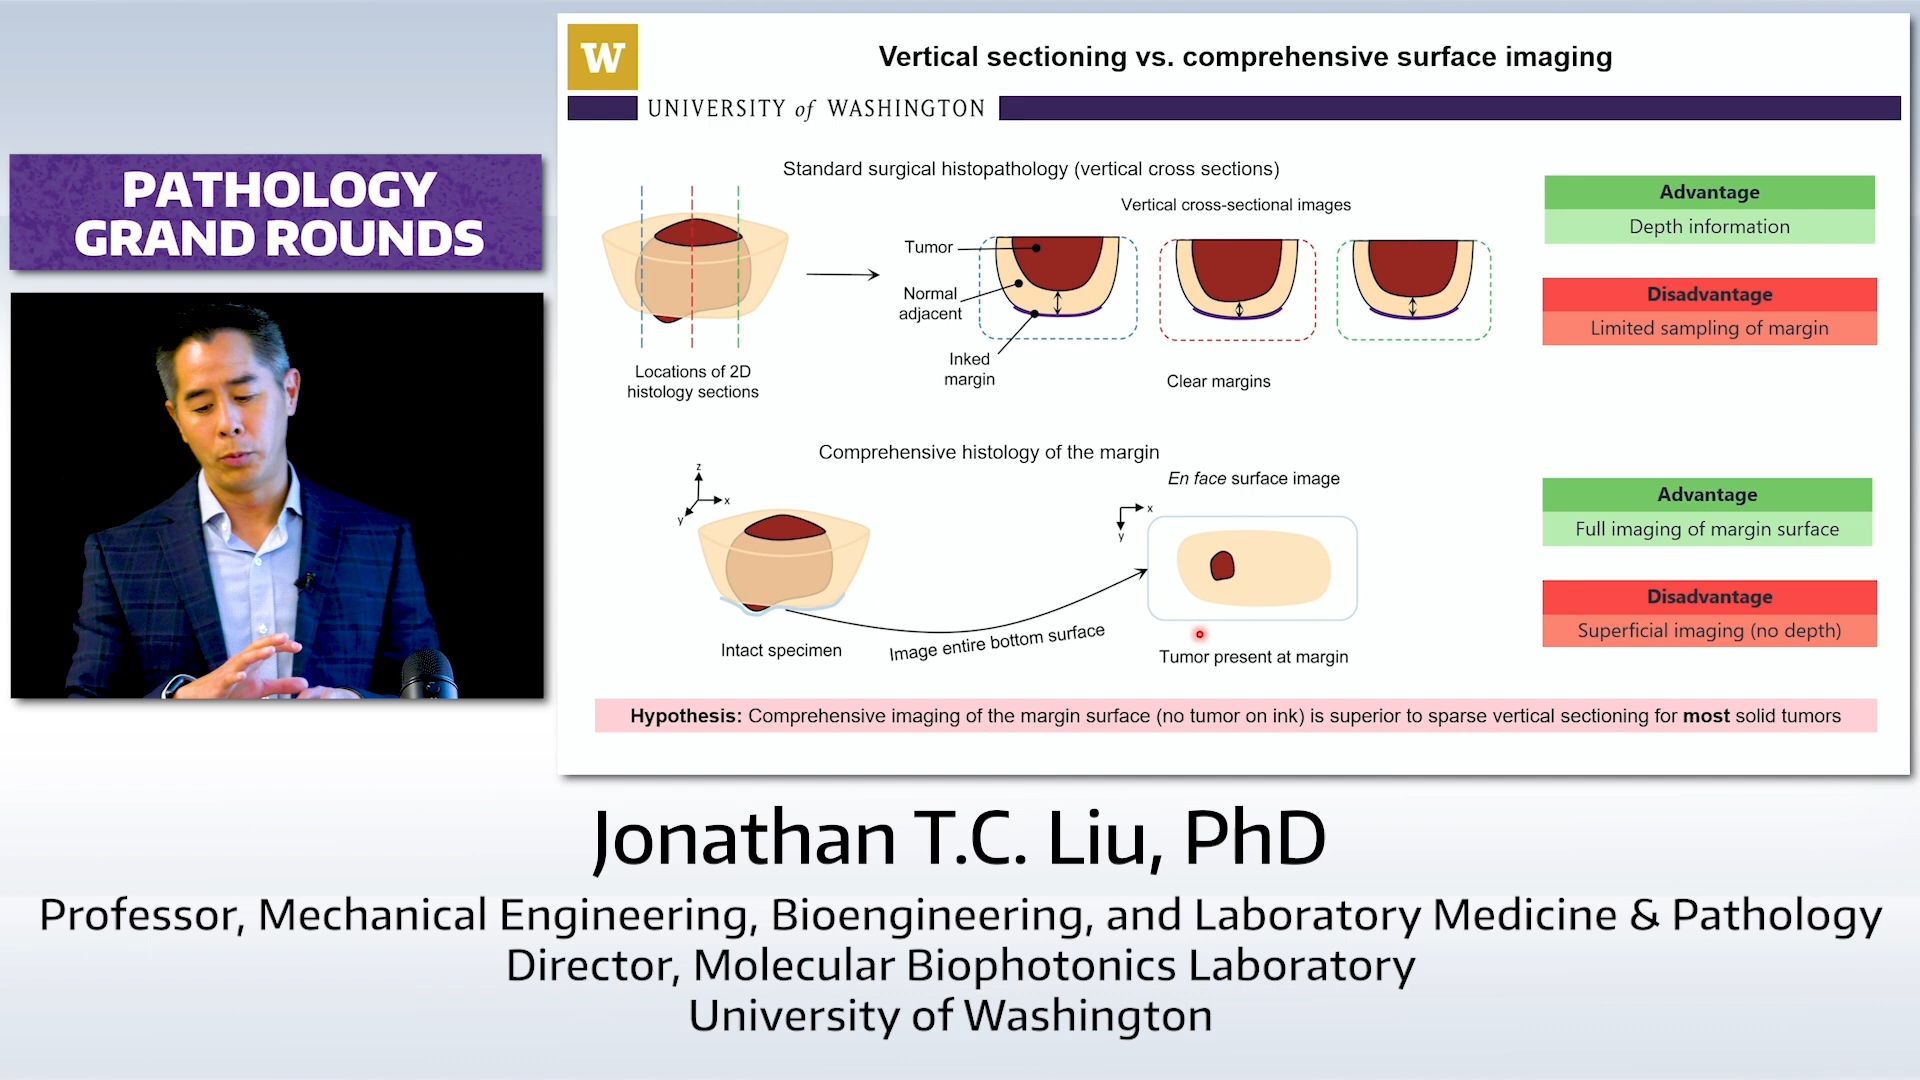 PATHOLOGY
GRAND ROUNDS
W
Vertical sectioning vs. comprehensive surface imaging
UNIVERSITY of WASHINGTON
Standard surgical histopathology (vertical cross sections)
Vertical cross-sectional images
Tumor
Normal
adjacent
Inked
margin
Locations of 2D
histology sections
Clear margins
Advantage
Depth information
Disadvantage
Limited sampling of margin
Comprehensive histology of the margin
En face surface image
z
x
y
x
y
Intact specimen
Image entire bottom surface
Tumor present at margin
Advantage
Full imaging of margin surface
Disadvantage
Superficial imaging (no depth)
Hypothesis: Comprehensive imaging of the margin surface (no tumor on ink) is superior to sparse vertical sectioning for most solid tumors
Jonathan T.C. Liu, PhD
Professor, Mechanical Engineering, Bioengineering, and Laboratory Medicine & Pathology
Director, Molecular Biophotonics Laboratory
University of Washington